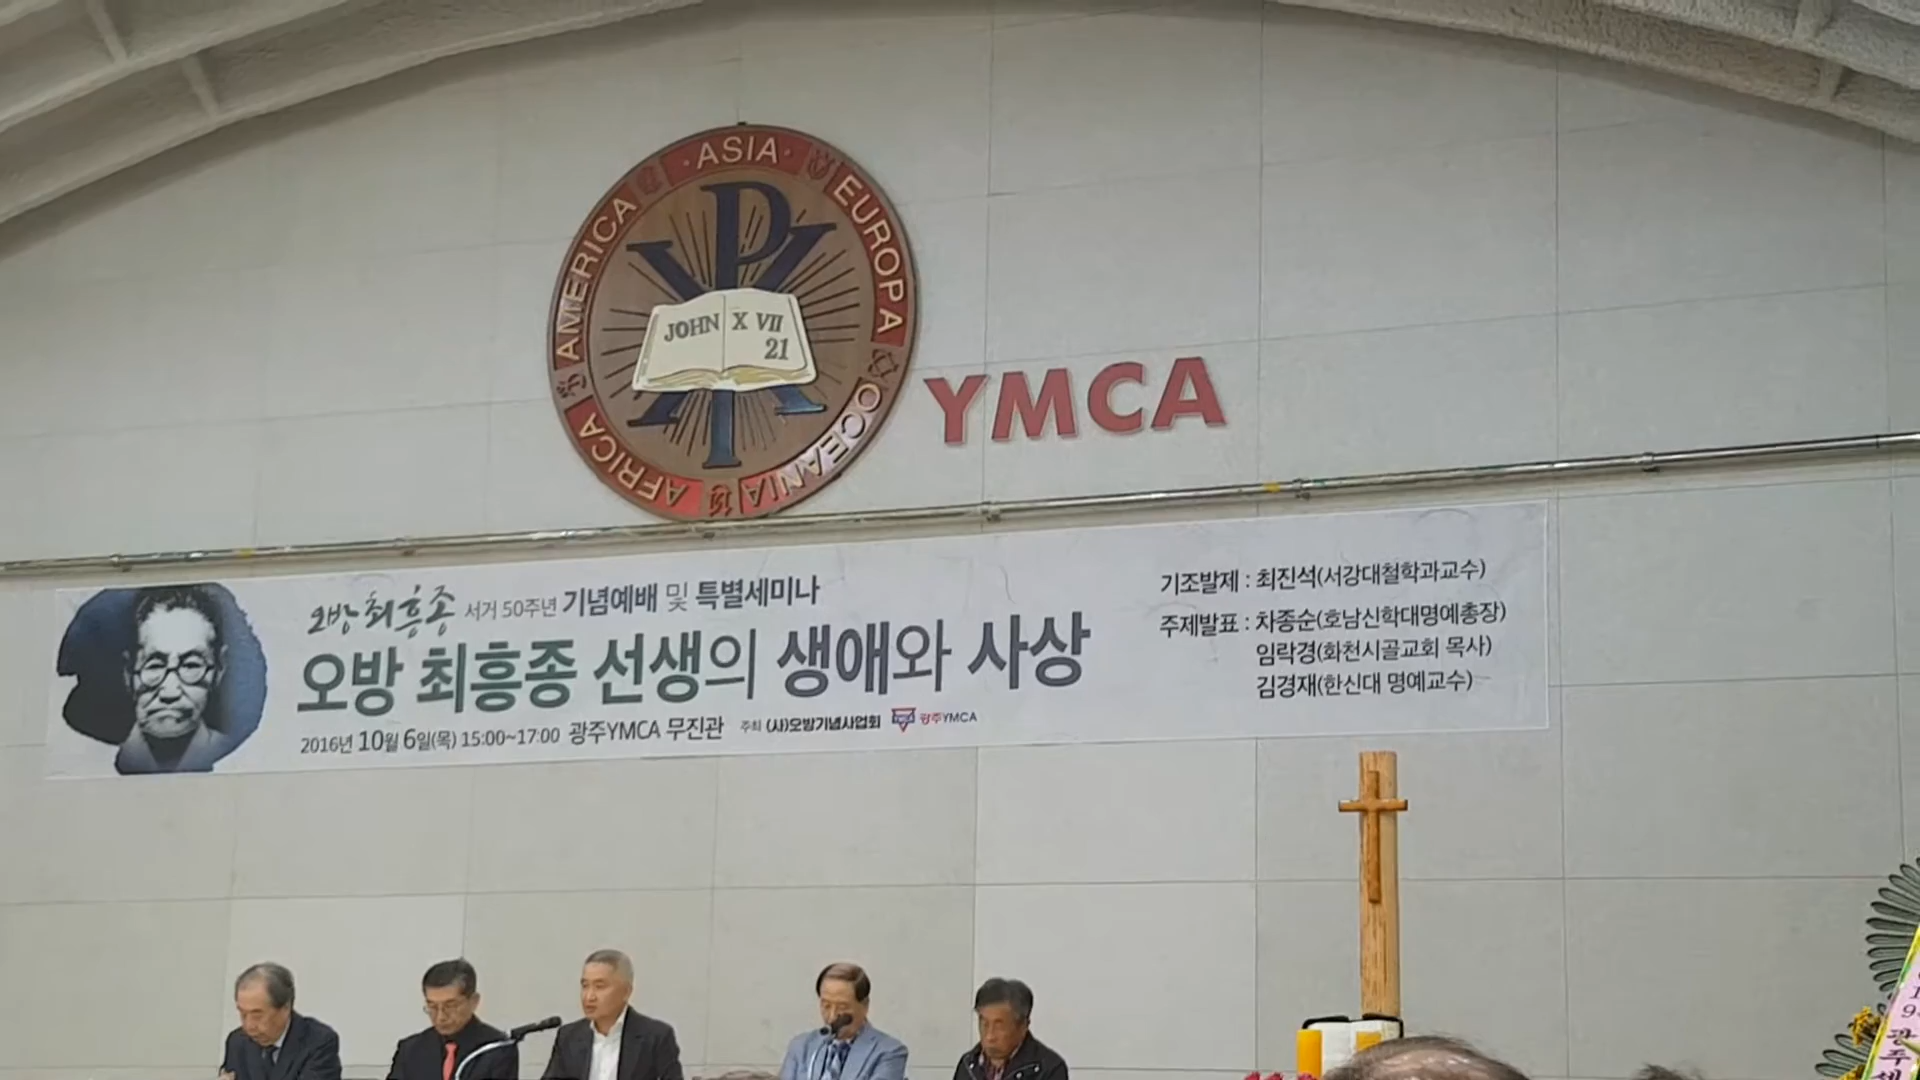 · ASIA ·
EUROPA
OCEANIA
AFRICA
AMERICA
JOHN X VII
21
YMCA
오방 최흥종 서거 50주년 기념예배 및 특별세미나
오방 최흥종 선생의 생애와 사상
2016년 10월 6일(목) 15:00~17:00 광주YMCA 무진관 주최 (사)오방기념사업회 광주YMCA
기조발제 : 최진석(서강대철학과교수)
주제발표 : 차종순(호남신학대명예총장)
임락경(화천시골교회 목사)
김경재(한신대 명예교수)
광주